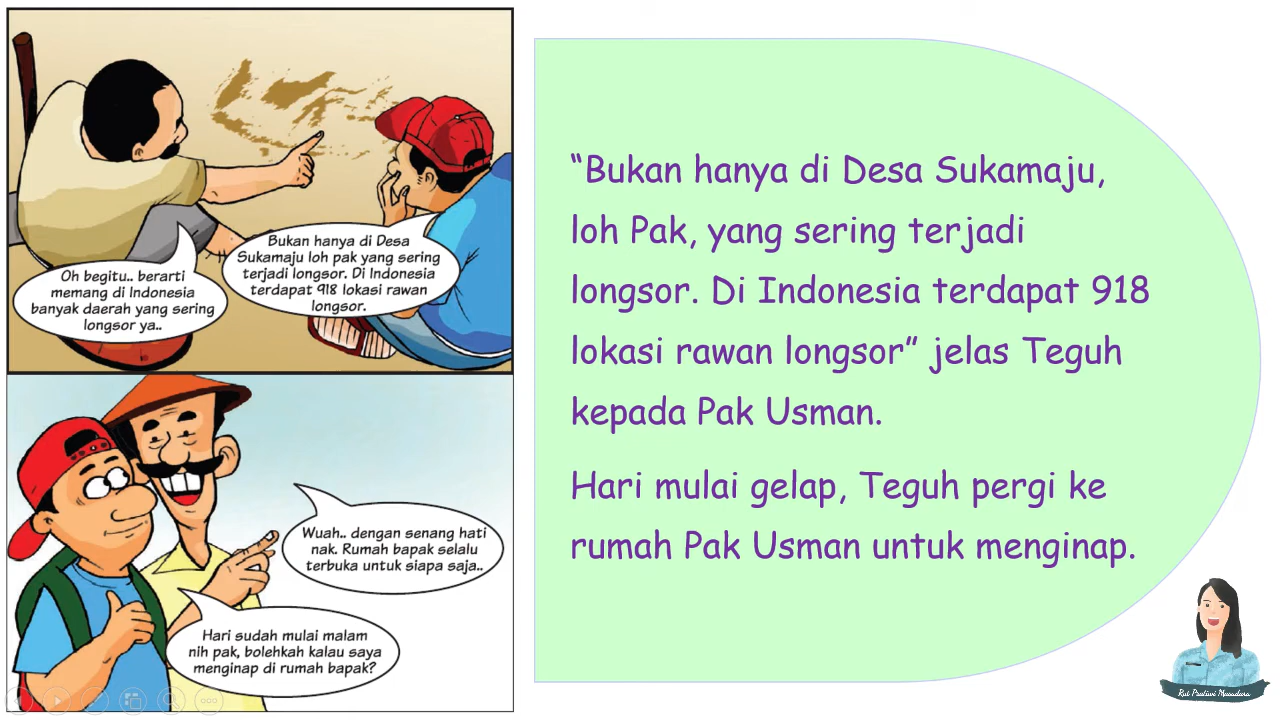 Bukan hanya di Desa
Sukamaju loh pak yang sering
terjadi longsor. Di Indonesia
terdapat 918 lokasi rawan
longsor.
Oh begitu.. berarti
memang di Indonesia
banyak daerah yang sering
longsor ya..
Wuah.. dengan senang hati
nak. Rumah bapak selalu
terbuka untuk siapa saja..
Hari sudah mulai malam
nih pak, bolehkah kalau saya
menginap di rumah bapak?
“Bukan hanya di Desa Sukamaju,
loh Pak, yang sering terjadi
longsor. Di Indonesia terdapat 918
lokasi rawan longsor” jelas Teguh
kepada Pak Usman.
Hari mulai gelap, Teguh pergi ke
rumah Pak Usman untuk menginap.
Rut Pratiwi